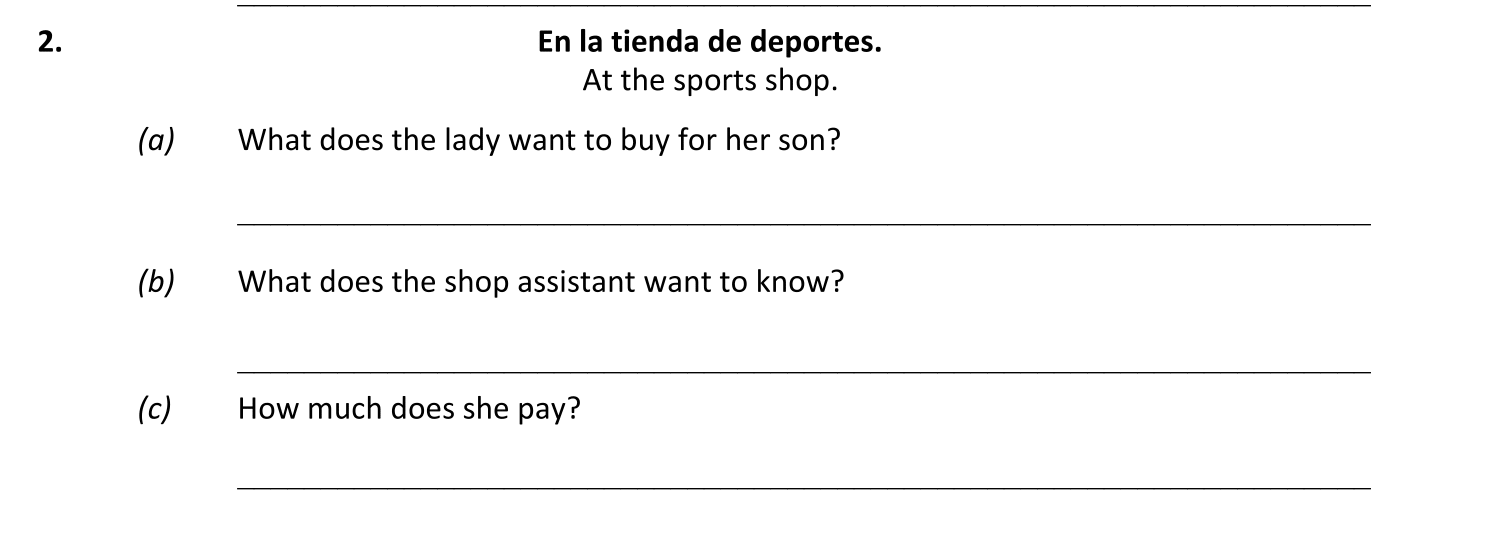 2. En la tienda de deportes.
At the sports shop.
(a) What does the lady want to buy for her son?
(b) What does the shop assistant want to know?
(c) How much does she pay?